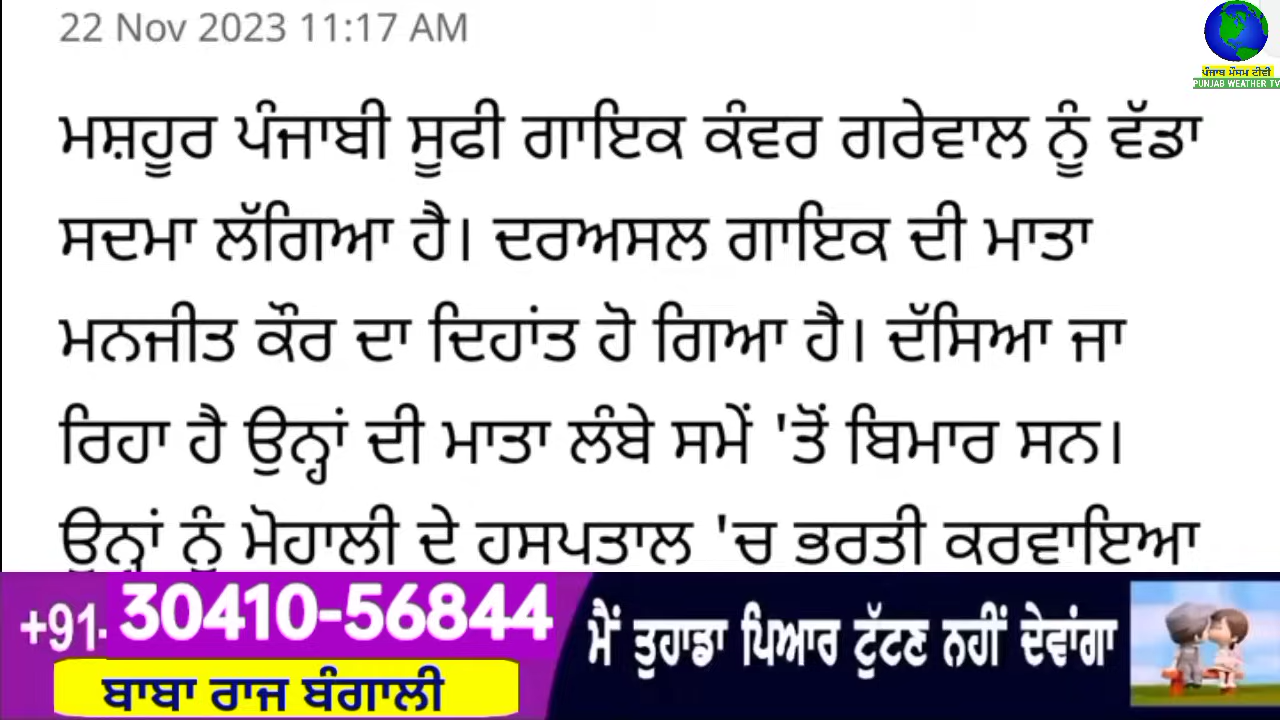 22 Nov 2023 11:17 AM
ਪੰਜਾਬ ਮੌਸਮ ਟੀਵੀ
PUNJAB WEATHER TV
ਮਸ਼ਹੂਰ ਪੰਜਾਬੀ ਸੂਫੀ ਗਾਇਕ ਕੰਵਰ ਗਰੇਵਾਲ ਨੂੰ ਵੱਡਾ
ਸਦਮਾ ਲੱਗਿਆ ਹੈ। ਦਰਅਸਲ ਗਾਇਕ ਦੀ ਮਾਤਾ
ਮਨਜੀਤ ਕੌਰ ਦਾ ਦਿਹਾਂਤ ਹੋ ਗਿਆ ਹੈ। ਦੱਸਿਆ ਜਾ
ਰਿਹਾ ਹੈ ਉਨ੍ਹਾਂ ਦੀ ਮਾਤਾ ਲੰਬੇ ਸਮੇਂ 'ਤੋਂ ਬਿਮਾਰ ਸਨ।
ਉਨ੍ਹਾਂ ਨੂੰ ਮੋਹਾਲੀ ਦੇ ਹਸਪਤਾਲ 'ਚ ਭਰਤੀ ਕਰਵਾਇਆ
+91- 30410-56844
ਬਾਬਾ ਰਾਜ ਬੰਗਾਲੀ
ਮੈਂ ਤੁਹਾਡਾ ਪਿਆਰ ਟੁੱਟਣ ਨਹੀਂ ਦੇਵਾਂਗਾ